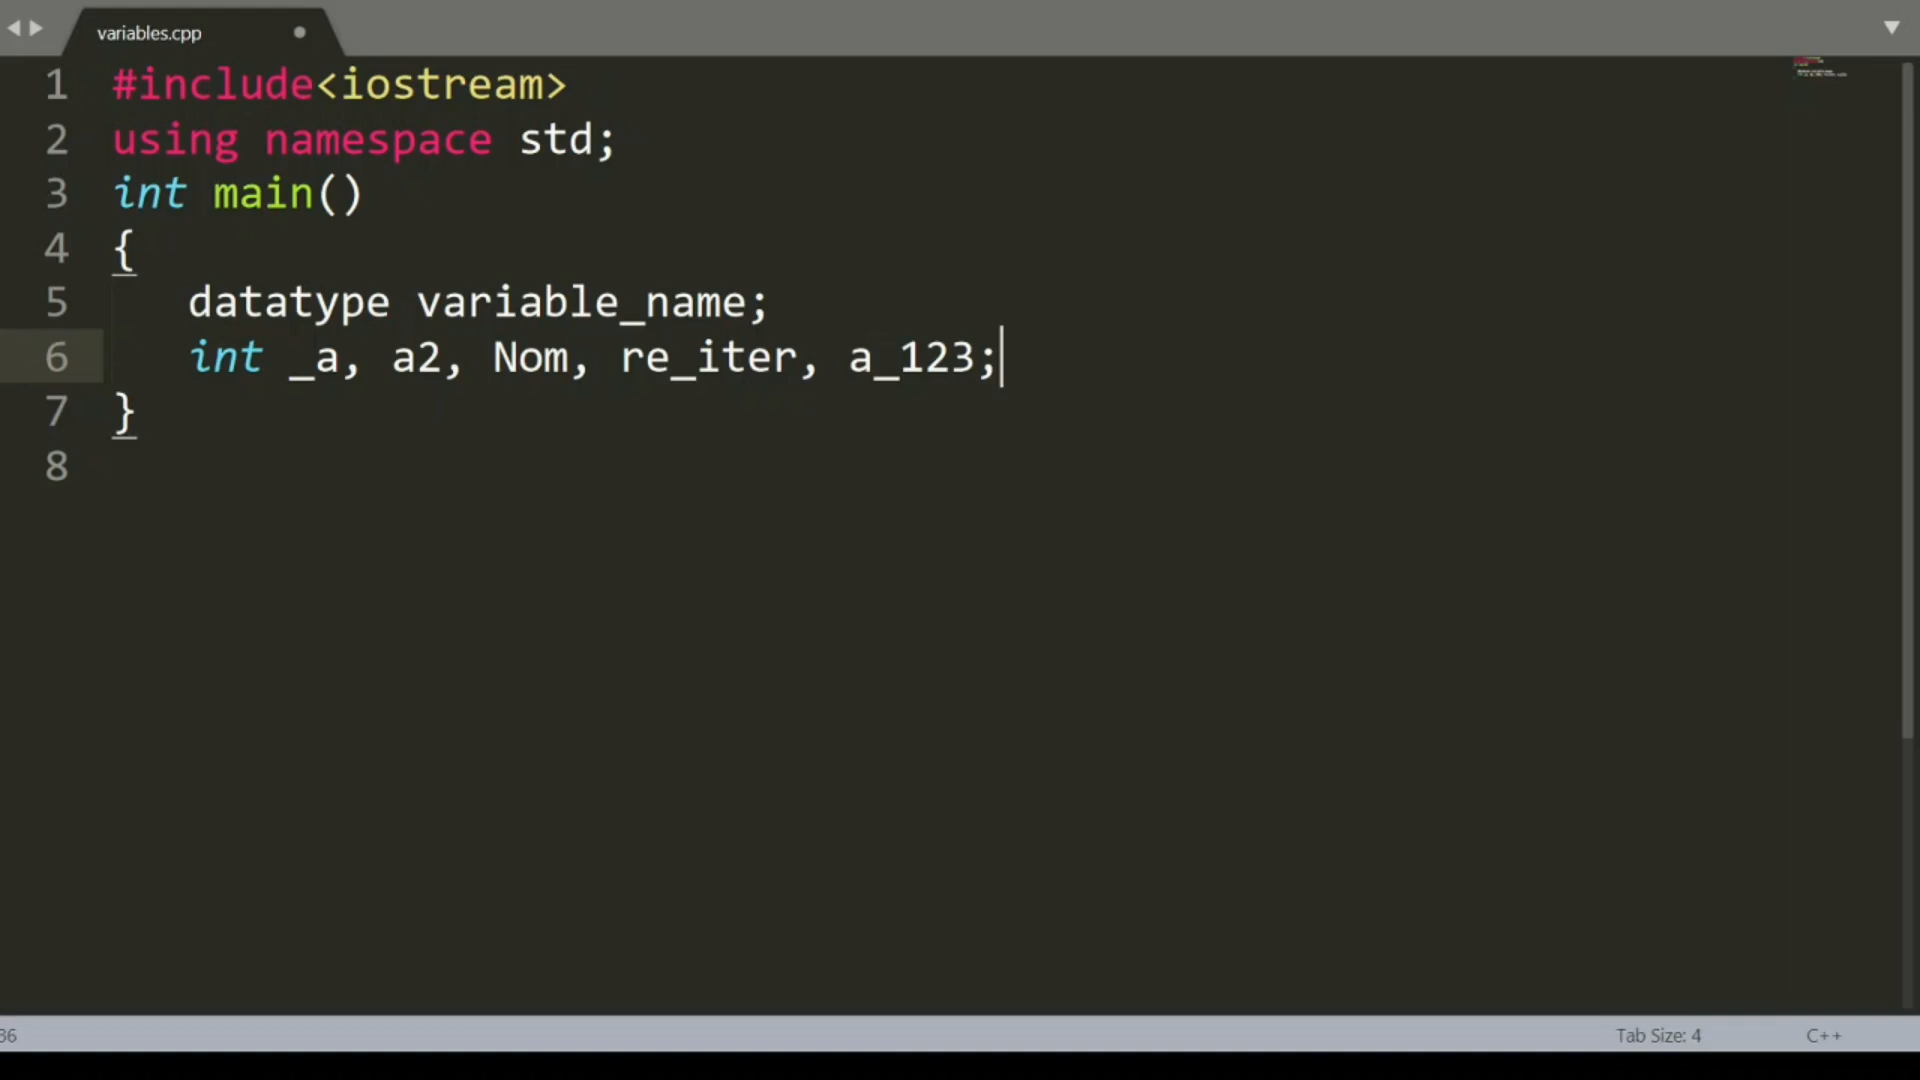 variables.cpp
1 #include<iostream>
2 using namespace std;
3 int main()
4 {
5 datatype variable_name;
6 int _a, a2, Nom, re_iter, a_123;
7 }
8
36 Tab Size: 4 C++